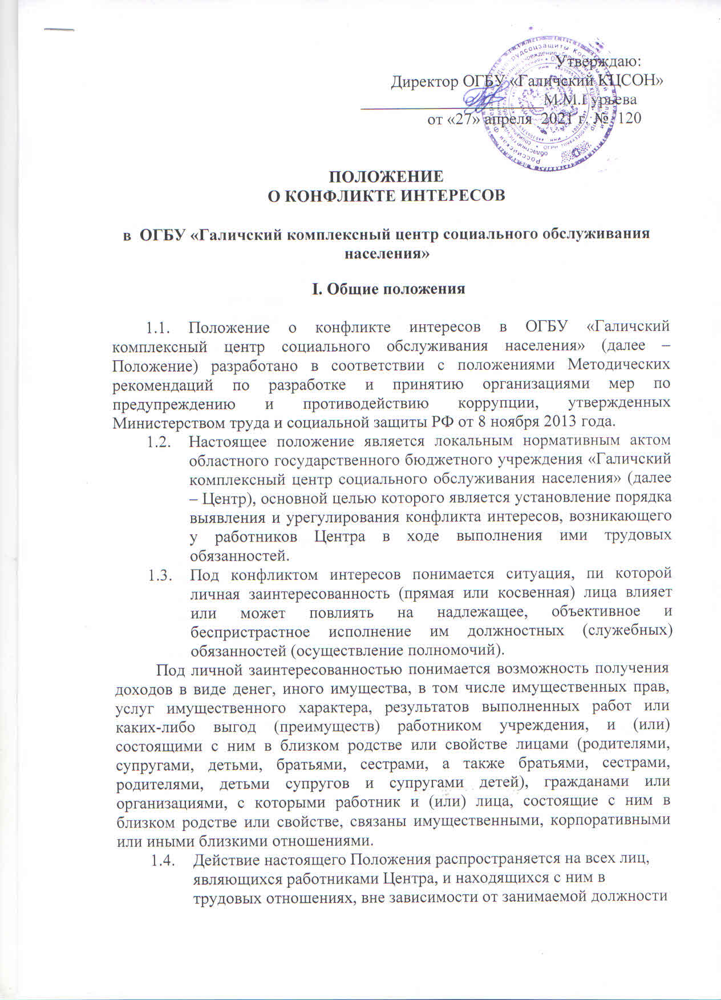 Утверждаю:
Директор ОГБУ «Галичский КЦСОН»
М.М.Гурьева
от «27» апреля 2021 г. № 120
ПОЛОЖЕНИЕ
О КОНФЛИКТЕ ИНТЕРЕСОВ
в ОГБУ «Галичский комплексный центр социального обслуживания
населения»
I. Общие положения
1.1. Положение о конфликте интересов в ОГБУ «Галичский
комплексный центр социального обслуживания населения» (далее –
Положение) разработано в соответствии с положениями Методических
рекомендаций по разработке и принятию организациями мер по
предупреждению и противодействию коррупции, утвержденных
Министерством труда и социальной защиты РФ от 8 ноября 2013 года.
1.2. Настоящее положение является локальным нормативным актом
областного государственного бюджетного учреждения «Галичский
комплексный центр социального обслуживания населения» (далее
– Центр), основной целью которого является установление порядка
выявления и урегулирования конфликта интересов, возникающего
у работников Центра в ходе выполнения ими трудовых
обязанностей.
1.3. Под конфликтом интересов понимается ситуация, пи которой
личная заинтересованность (прямая или косвенная) лица влияет
или может повлиять на надлежащее, объективное и
беспристрастное исполнение им должностных (служебных)
обязанностей (осуществление полномочий).
Под личной заинтересованностью понимается возможность получения
доходов в виде денег, иного имущества, в том числе имущественных прав,
услуг имущественного характера, результатов выполненных работ или
каких-либо выгод (преимуществ) работником учреждения, и (или)
состоящими с ним в близком родстве или свойстве лицами (родителями,
супругами, детьми, братьями, сестрами, а также братьями, сестрами,
родителями, детьми супругов и супругами детей), гражданами или
организациями, с которыми работник и (или) лица, состоящие с ним в
близком родстве или свойстве, связаны имущественными, корпоративными
или иными близкими отношениями.
1.4. Действие настоящего Положения распространяется на всех лиц,
являющихся работниками Центра, и находящихся с ним в
трудовых отношениях, вне зависимости от занимаемой должности